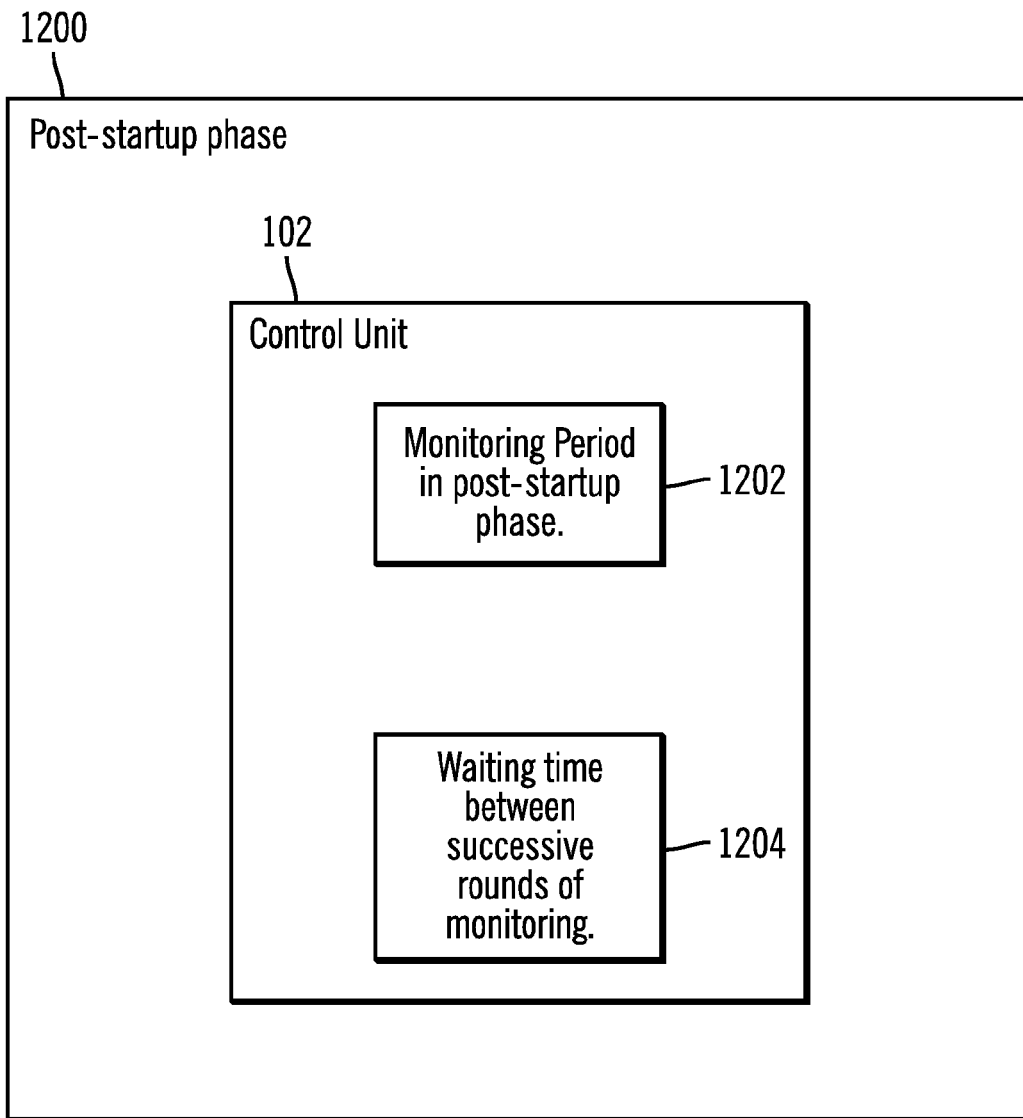 1200
Post-startup phase
102
Control Unit
Monitoring Period
in post-startup
phase.
1202
Waiting time
between
successive
rounds of
monitoring.
1204